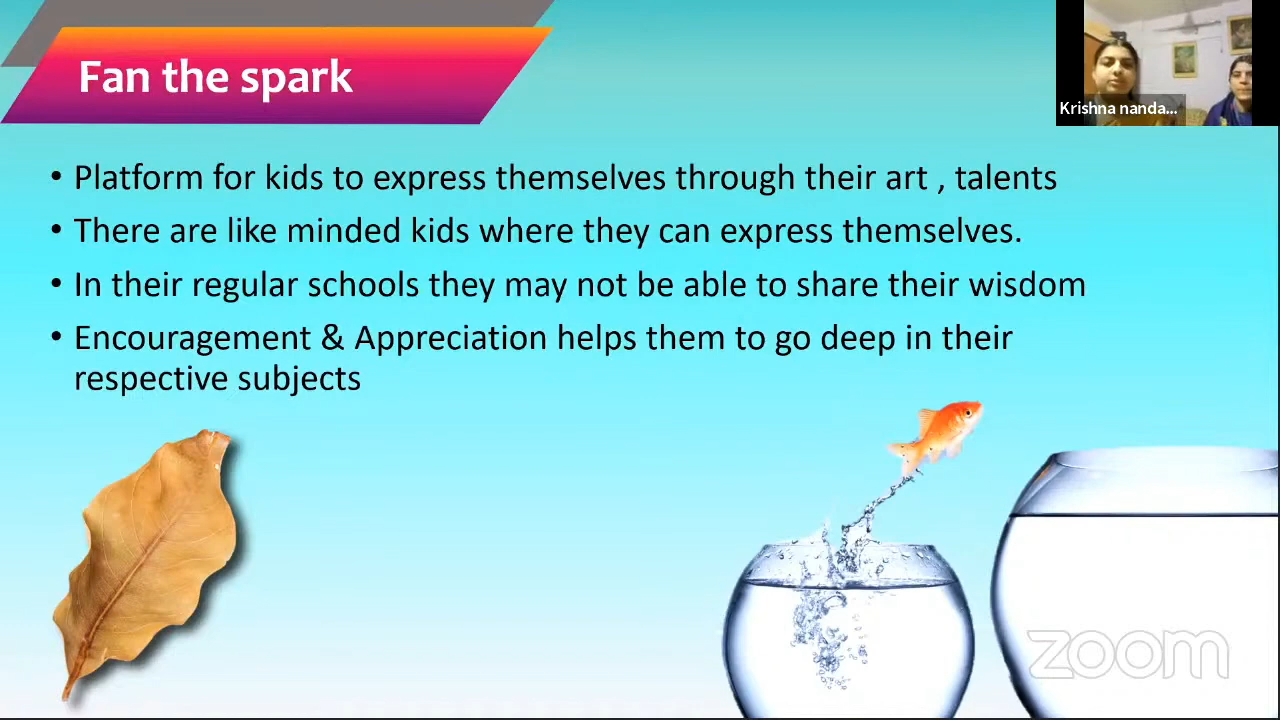 Fan the spark
Krishna nanda...
• Platform for kids to express themselves through their art , talents
• There are like minded kids where they can express themselves.
• In their regular schools they may not be able to share their wisdom
• Encouragement & Appreciation helps them to go deep in their
respective subjects
zoom